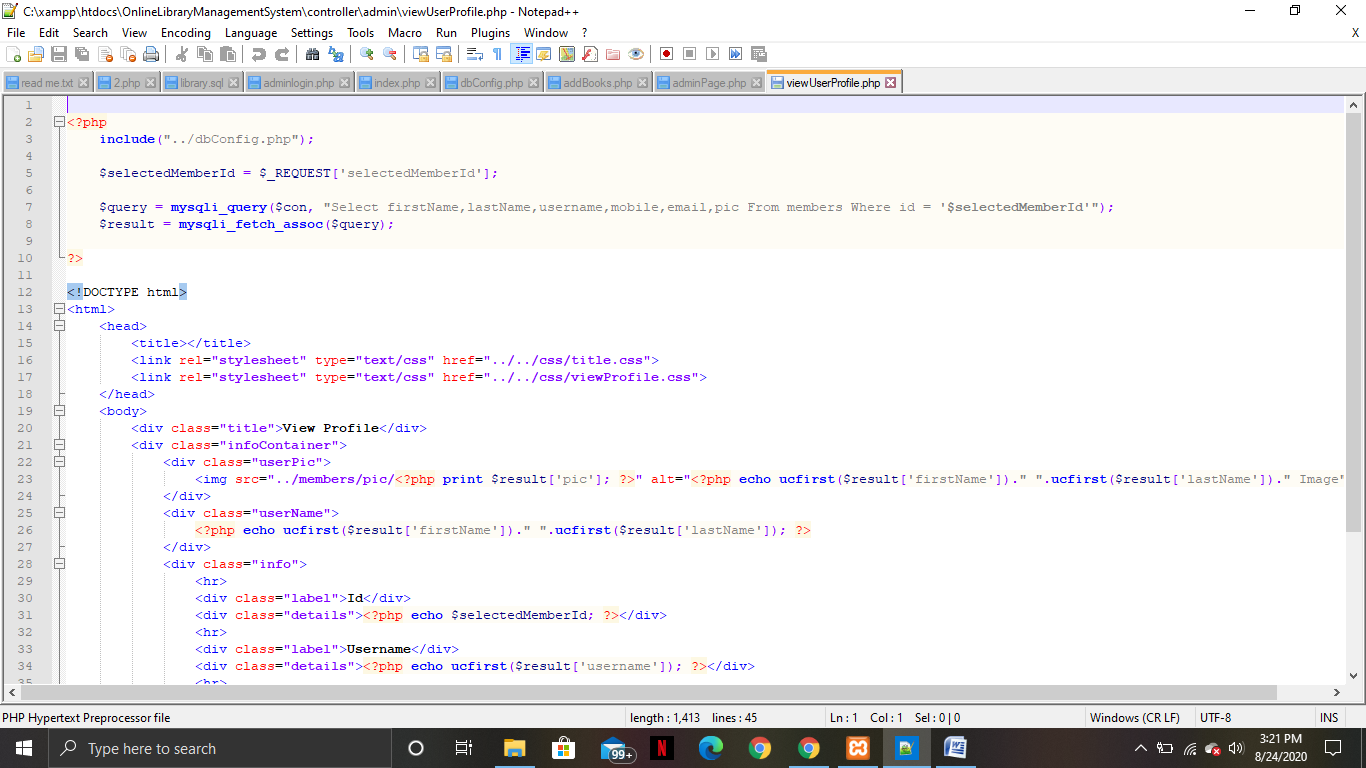 C:\xampp\htdocs\OnlineLibraryManagementSystem\controller\admin\viewUserProfile.php - Notepad++
File Edit Search View Encoding Language Settings Tools Macro Run Plugins Window ? X
read me.txt 2.php library.sql adminlogin.php index.php dbConfig.php addBooks.php adminPage.php viewUserProfile.php
1
2 <?php
3 include("../dbConfig.php");
4
5 $selectedMemberId = $_REQUEST['selectedMemberId'];
6
7 $query = mysqli_query($con, "Select firstName,lastName,username,mobile,email,pic From members Where id = '$selectedMemberId'");
8 $result = mysqli_fetch_assoc($query);
9
10 ?>
11
12 <!DOCTYPE html>
13 <html>
14 <head>
15 <title></title>
16 <link rel="stylesheet" type="text/css" href="../../css/title.css">
17 <link rel="stylesheet" type="text/css" href="../../css/viewProfile.css">
18 </head>
19 <body>
20 <div class="title">View Profile</div>
21 <div class="infoContainer">
22 <div class="userPic">
23 <img src="../members/pic/<?php print $result['pic']; ?>" alt="<?php echo ucfirst($result['firstName'])." ".ucfirst($result['lastName'])." Image"
24 </div>
25 <div class="userName">
26 <?php echo ucfirst($result['firstName'])." ".ucfirst($result['lastName']); ?>
27 </div>
28 <div class="info">
29 <hr>
30 <div class="label">Id</div>
31 <div class="details"><?php echo $selectedMemberId; ?></div>
32 <hr>
33 <div class="label">Username</div>
34 <div class="details"><?php echo ucfirst($result['username']); ?></div>
35 <hr>
PHP Hypertext Preprocessor file length : 1,413 lines : 45 Ln : 1 Col : 1 Sel : 0 | 0 Windows (CR LF) UTF-8 INS
Type here to search 99+ N W 3:21 PM
8/24/2020